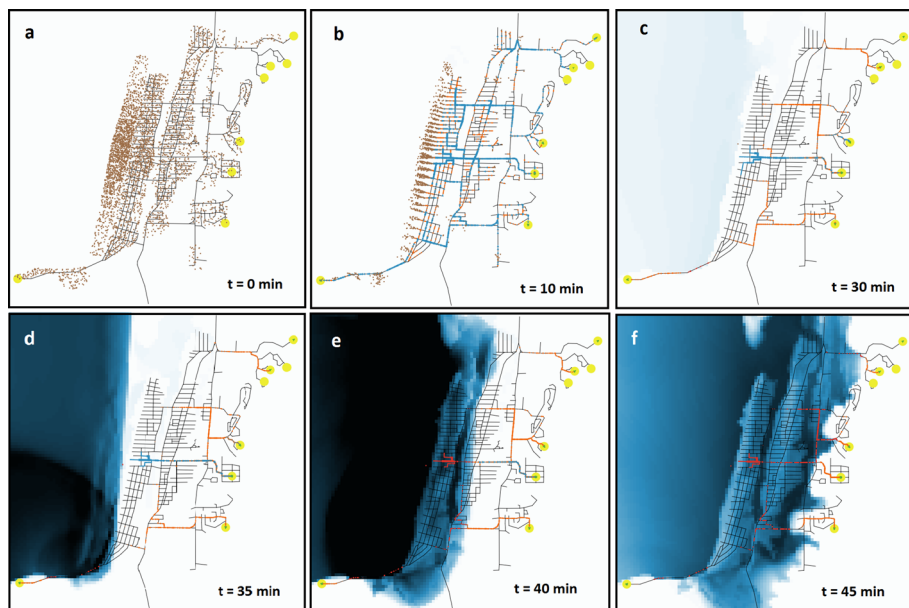 a
t = 0 min
b
t = 10 min
c
t = 30 min
d
t = 35 min
e
t = 40 min
f
t = 45 min